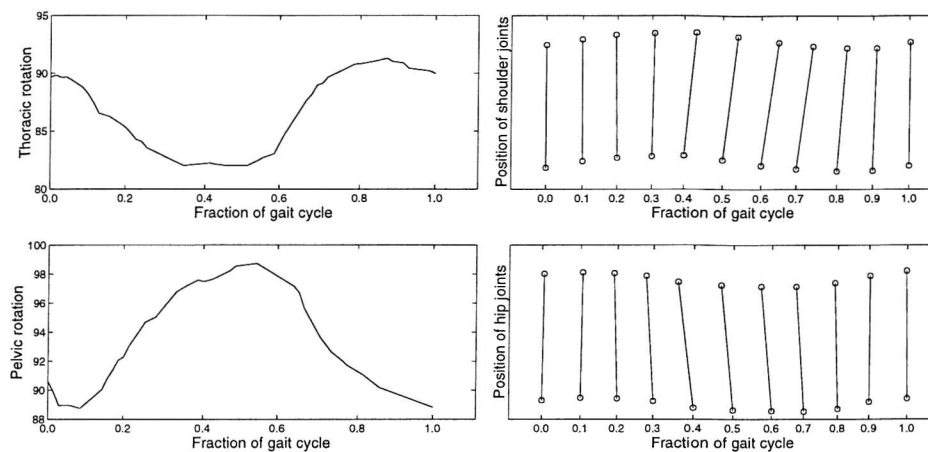 95
90
85
80
Thoracic rotation
0.0 0.2 0.4 0.6 0.8 1.0
Fraction of gait cycle
Position of shoulder joints
0.0 0.1 0.2 0.3 0.4 0.5 0.6 0.7 0.8 0.9 1.0
Fraction of gait cycle
100
98
96
94
92
90
88
Pelvic rotation
0.0 0.2 0.4 0.6 0.8 1.0
Fraction of gait cycle
Position of hip joints
0.0 0.1 0.2 0.3 0.4 0.5 0.6 0.7 0.8 0.9 1.0
Fraction of gait cycle